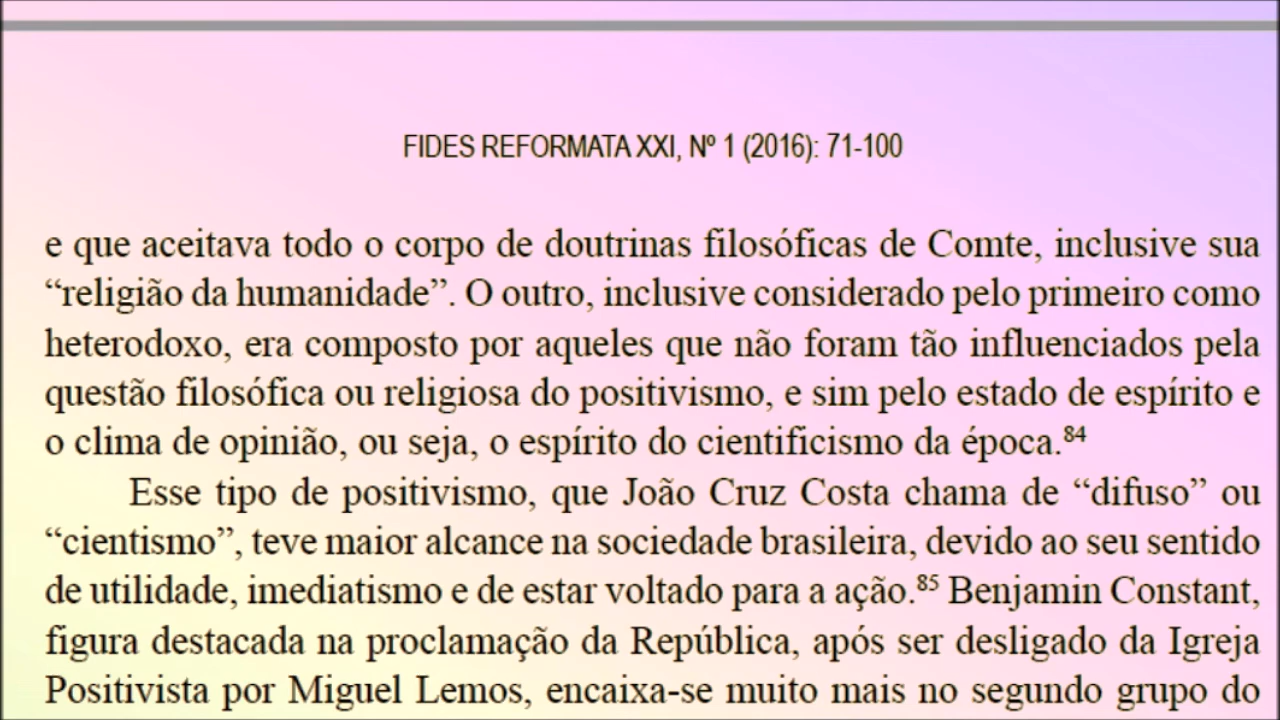 FIDES REFORMATA XXI, Nº 1 (2016): 71-100
e que aceitava todo o corpo de doutrinas filosóficas de Comte, inclusive sua
“religião da humanidade”. O outro, inclusive considerado pelo primeiro como
heterodoxo, era composto por aqueles que não foram tão influenciados pela
questão filosófica ou religiosa do positivismo, e sim pelo estado de espírito e
o clima de opinião, ou seja, o espírito do cientificismo da época.⁸⁴
Esse tipo de positivismo, que João Cruz Costa chama de “difuso” ou
“cientismo”, teve maior alcance na sociedade brasileira, devido ao seu sentido
de utilidade, imediatismo e de estar voltado para a ação.⁸⁵ Benjamin Constant,
figura destacada na proclamação da República, após ser desligado da Igreja
Positivista por Miguel Lemos, encaixa-se muito mais no segundo grupo do